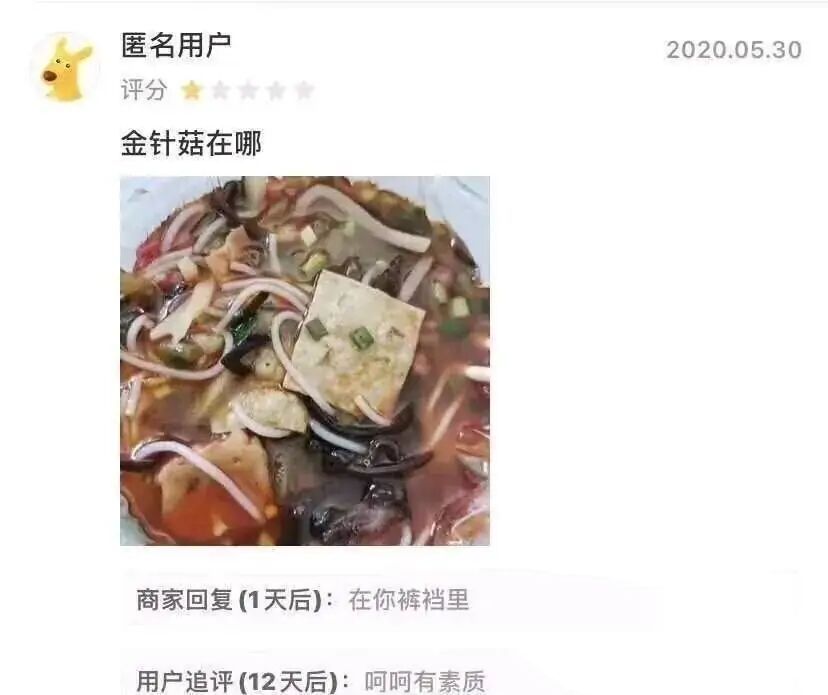 匿名用户
2020.05.30
评分
金针菇在哪
商家回复(1天后)：在你裤裆里
用户追评(12天后)：呵呵有素质